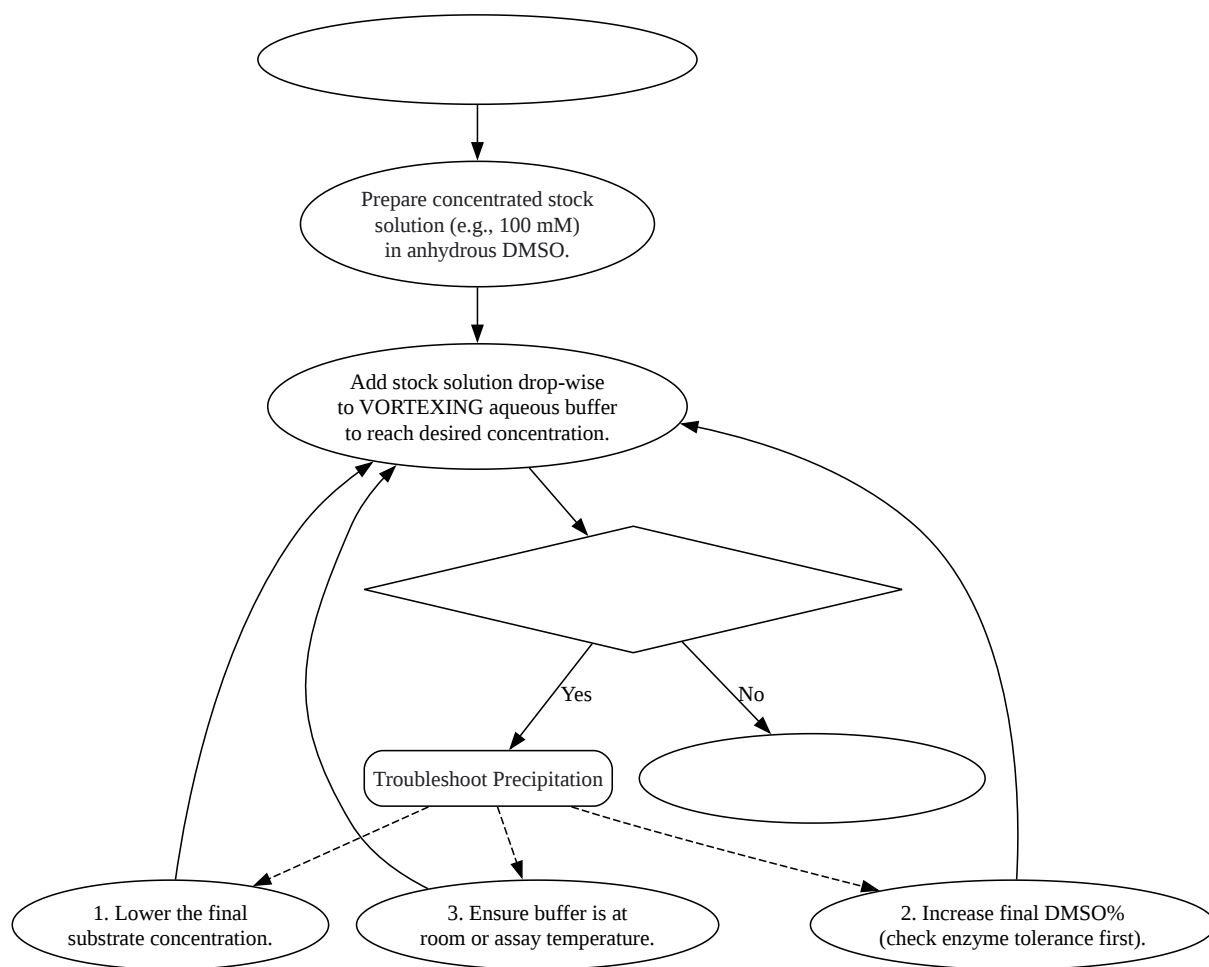 Prepare concentrated stock
solution (e.g., 100 mM)
in anhydrous DMSO.
Add stock solution drop-wise
to VORTEXING aqueous buffer
to reach desired concentration.
Yes
No
Troubleshoot Precipitation
1. Lower the final
substrate concentration.
3. Ensure buffer is at
room or assay temperature.
2. Increase final DMSO%
(check enzyme tolerance first).